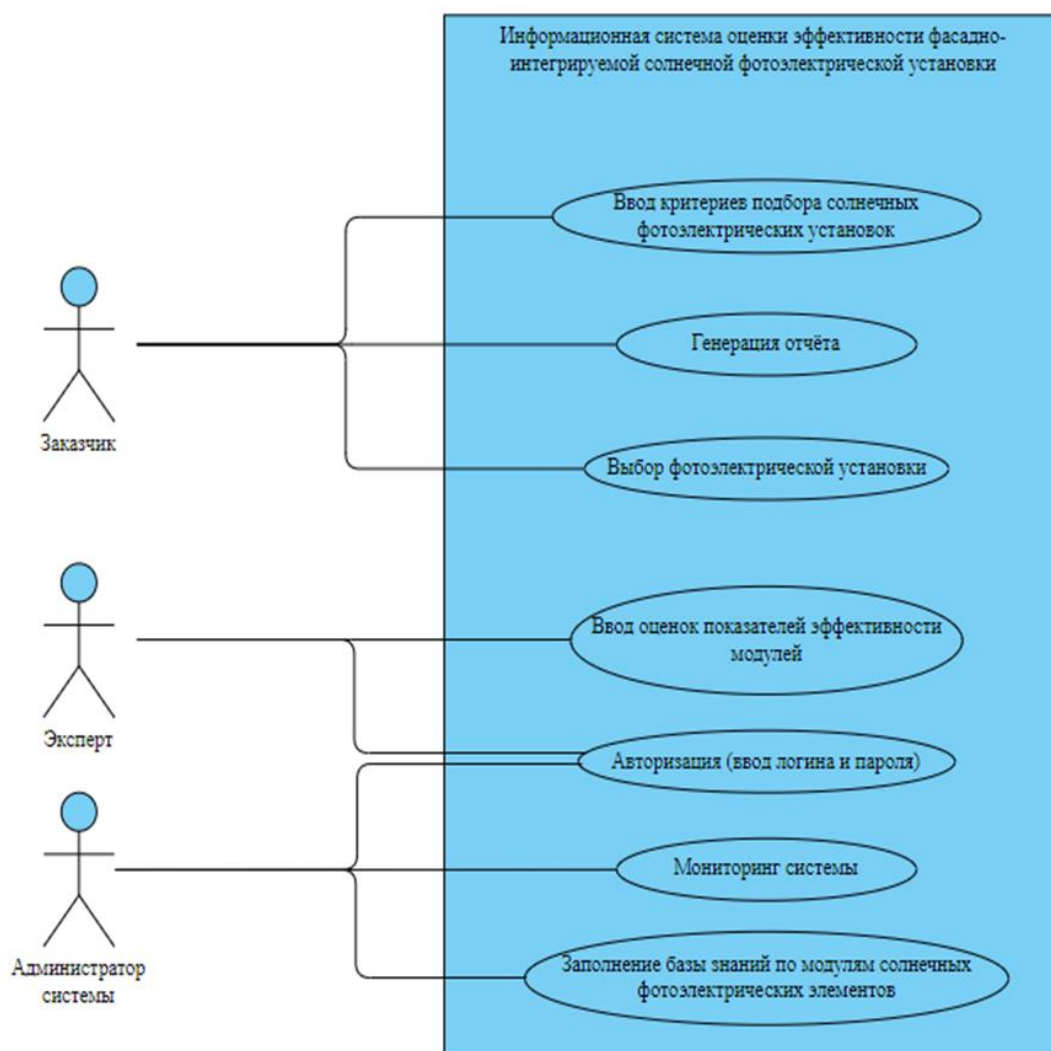 Информационная система оценки эффективности фасадно-
интегрируемой солнечной фотоэлектрической установки
Ввод критериев подбора солнечных
фотоэлектрических установок
Генерация отчёта
Заказчик
Выбор фотоэлектрической установки
Ввод оценок показателей эффективности
модулей
Эксперт
Авторизация (ввод логина и пароля)
Мониторинг системы
Администратор
системы
Заполнение базы знаний по модулям солнечных
фотоэлектрических элементов